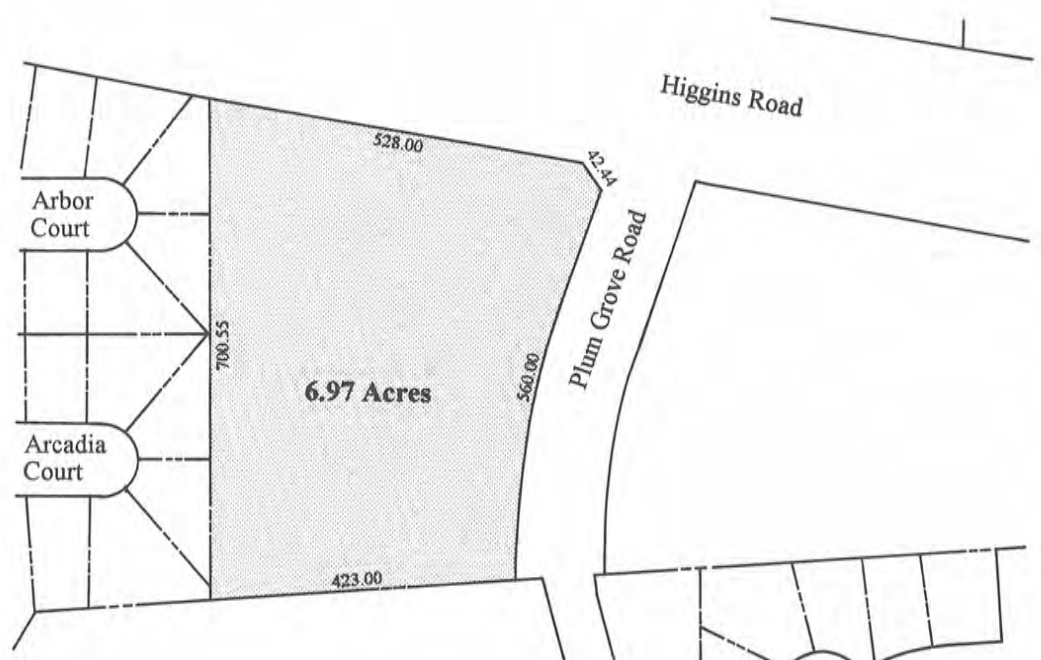 Higgins Road
528.00
42.44
Arbor
Court
Plum Grove Road
700.55
560.00
6.97 Acres
Arcadia
Court
423.00